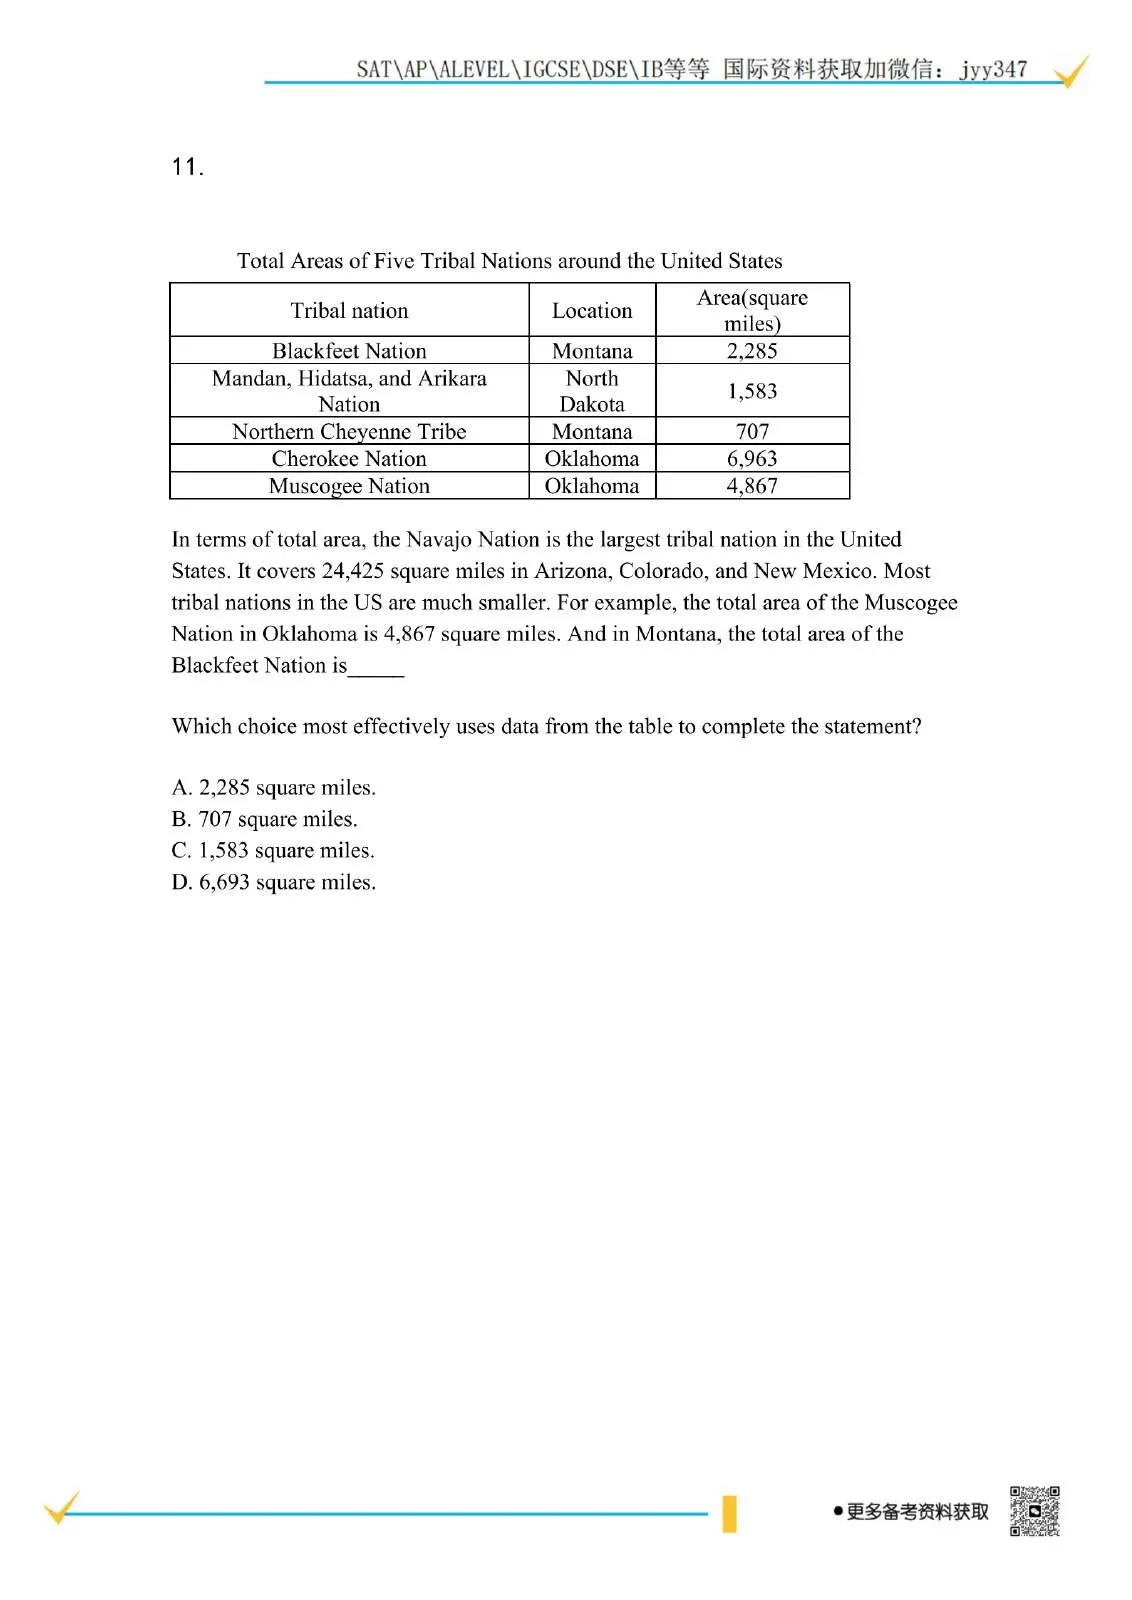 SAT\AP\ALEVEL\IGCSE\DSE\IB等等 国际资料获取加微信：jyy347
11.
Total Areas of Five Tribal Nations around the United States
Tribal nation
Location
Area(square
miles)
Blackfeet Nation
Montana
2,285
Mandan, Hidatsa, and Arikara
Nation
North
Dakota
1,583
Northern Cheyenne Tribe
Montana
707
Cherokee Nation
Oklahoma
6,963
Muscogee Nation
Oklahoma
4,867
In terms of total area, the Navajo Nation is the largest tribal nation in the United
States. It covers 24,425 square miles in Arizona, Colorado, and New Mexico. Most
tribal nations in the US are much smaller. For example, the total area of the Muscogee
Nation in Oklahoma is 4,867 square miles. And in Montana, the total area of the
Blackfeet Nation is_____
Which choice most effectively uses data from the table to complete the statement?
A. 2,285 square miles.
B. 707 square miles.
C. 1,583 square miles.
D. 6,693 square miles.
●更多备考资料获取